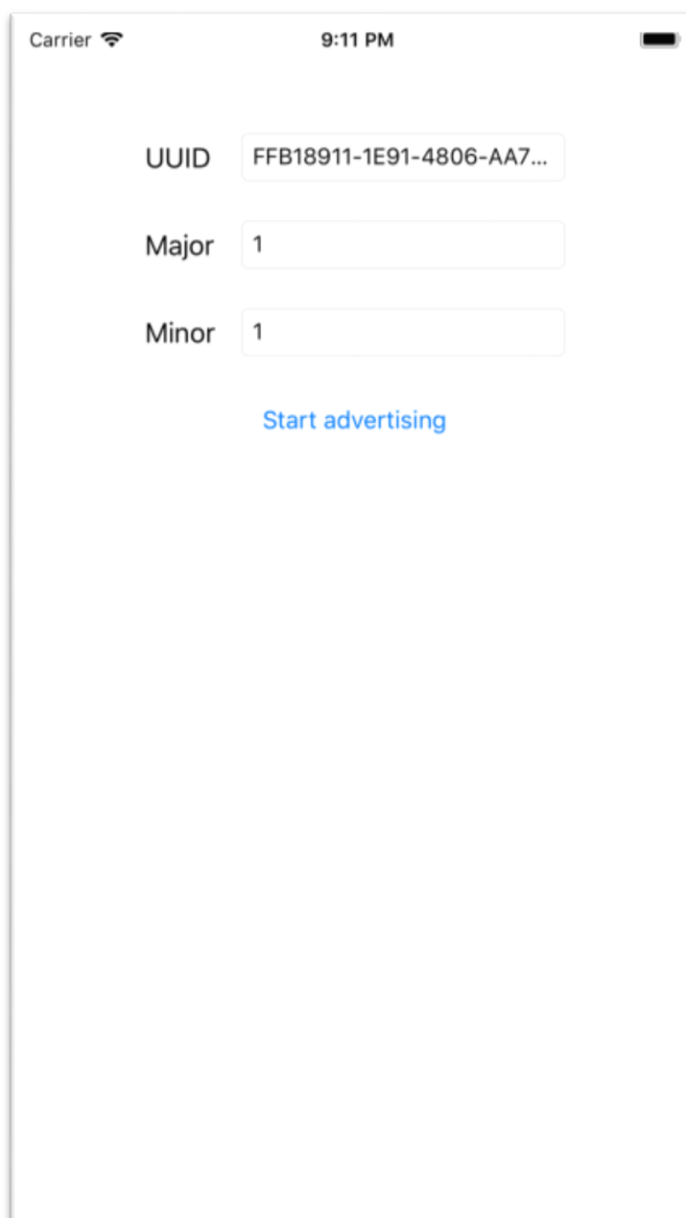 Carrier 9:11 PM
UUID FFB18911-1E91-4806-AA7...
Major 1
Minor 1
Start advertising